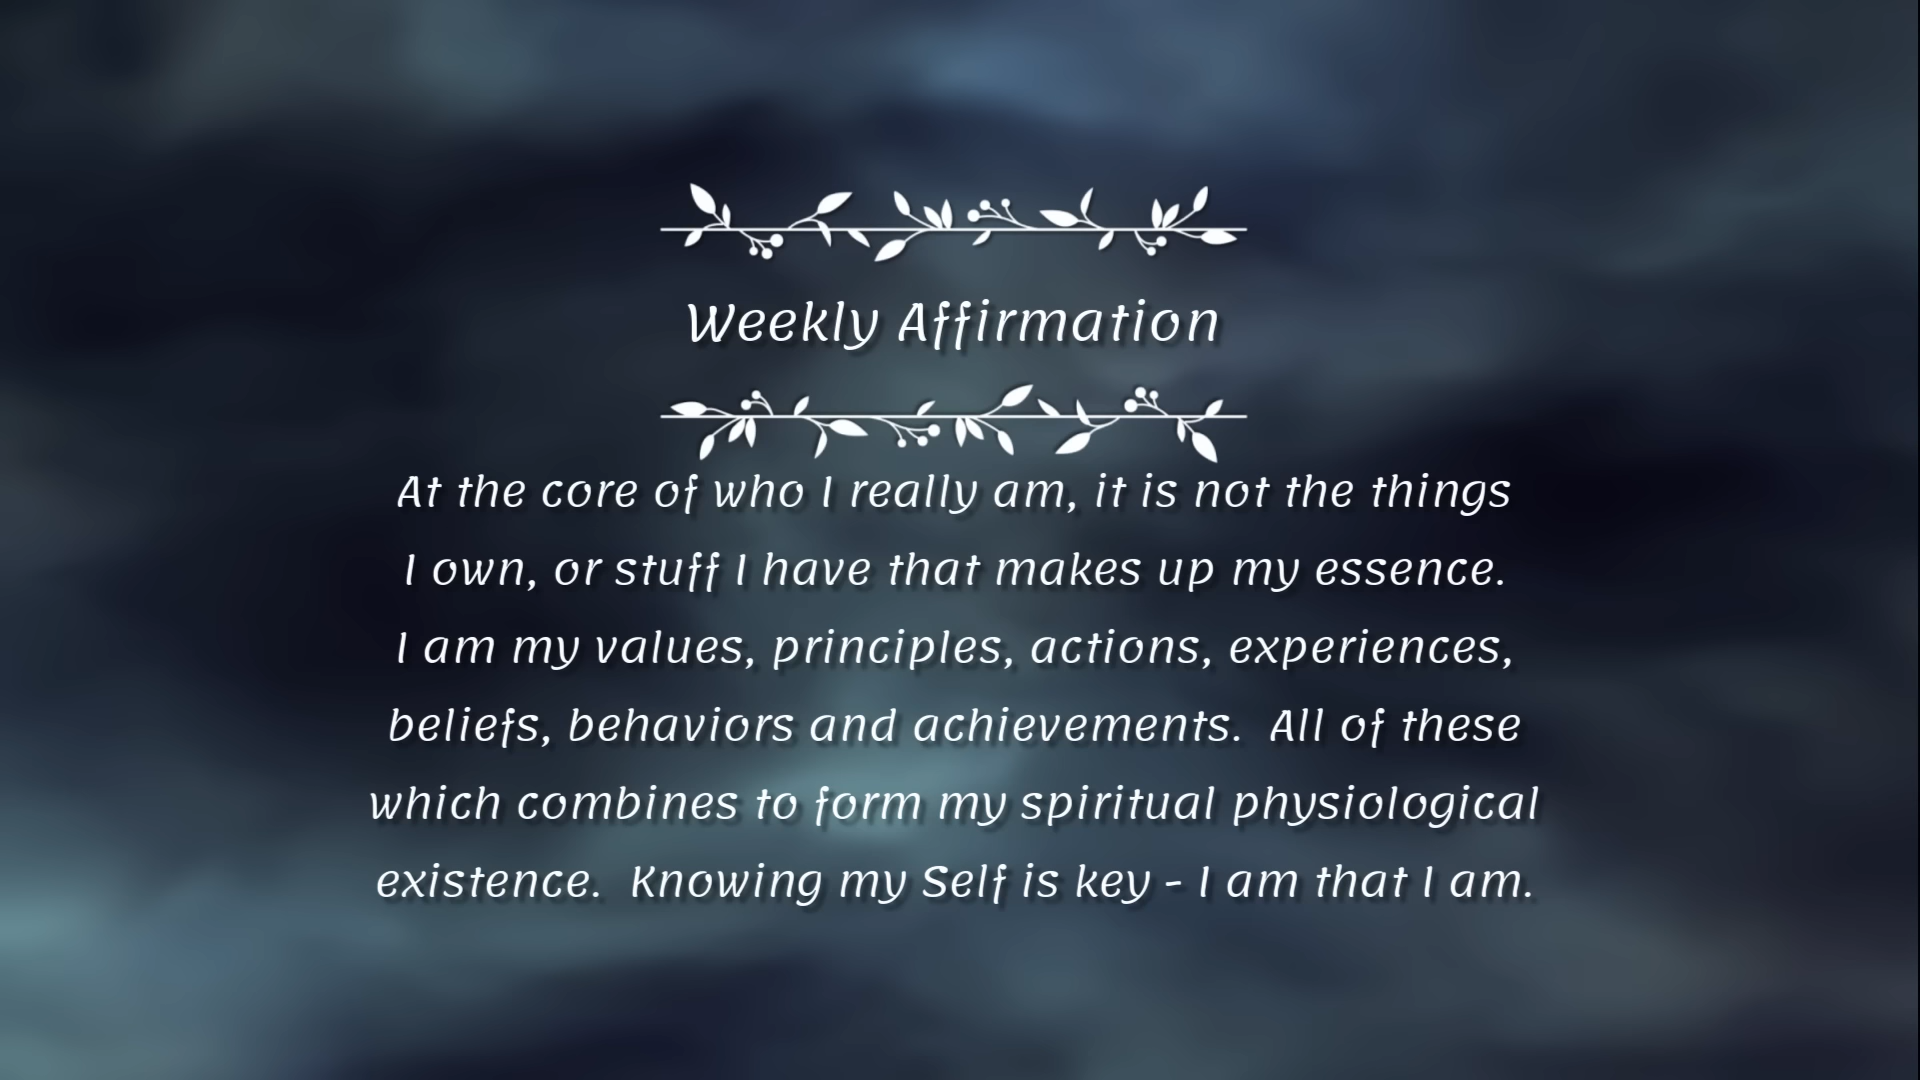 Weekly Affirmation
At the core of who I really am, it is not the things
I own, or stuff I have that makes up my essence.
I am my values, principles, actions, experiences,
beliefs, behaviors and achievements.  All of these
which combines to form my spiritual physiological
existence.  Knowing my Self is key - I am that I am.